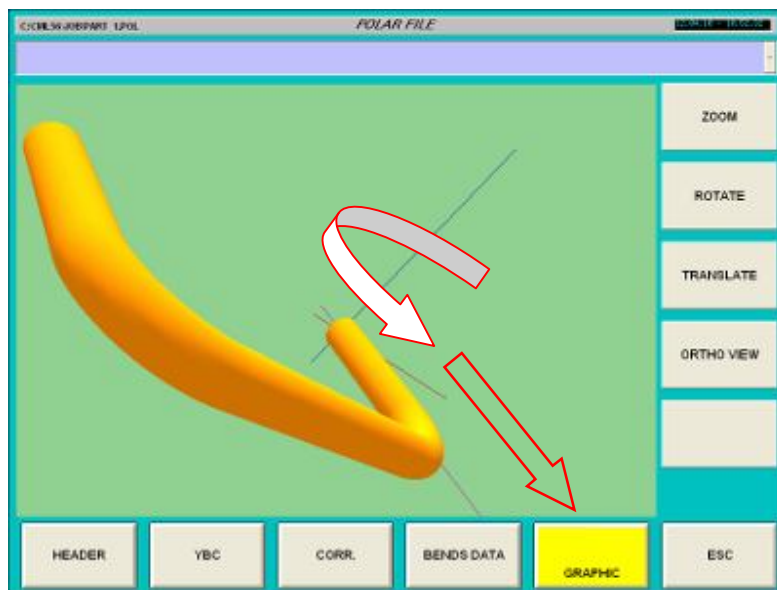 POLAR FILE
ZOOM
ROTATE
TRANSLATE
ORTHO VIEW
HEADER
YBC
CORR.
BENDS DATA
GRAPHIC
ESC